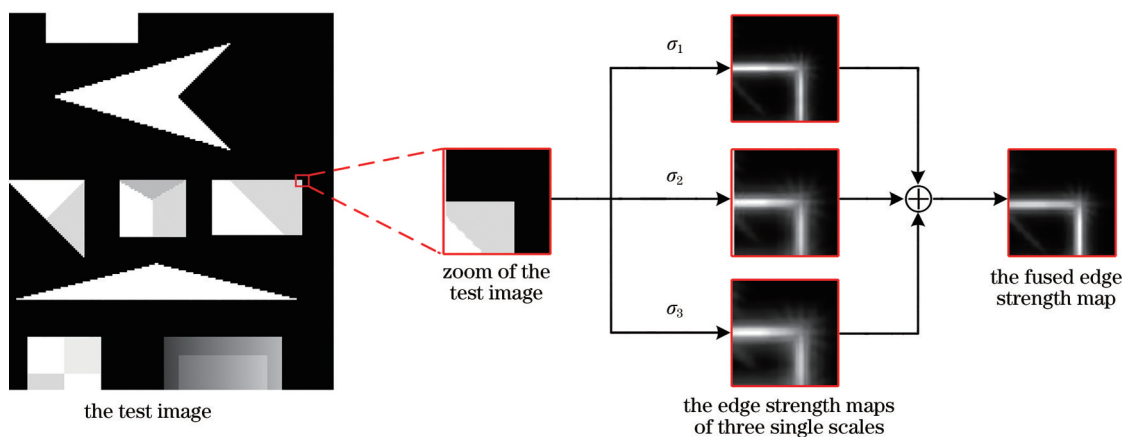 σ1
σ2
σ3
zoom of the
test image
the fused edge
strength map
the test image
the edge strength maps
of three single scales